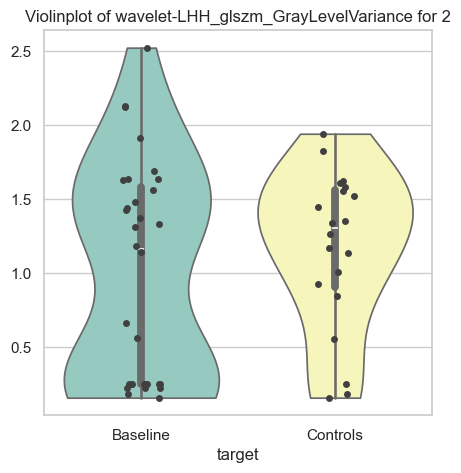 Violinplot of wavelet-LHH_glszm_GrayLevelVariance for 2
2.5
2.0
1.5
1.0
0.5
Baseline
Controls
target